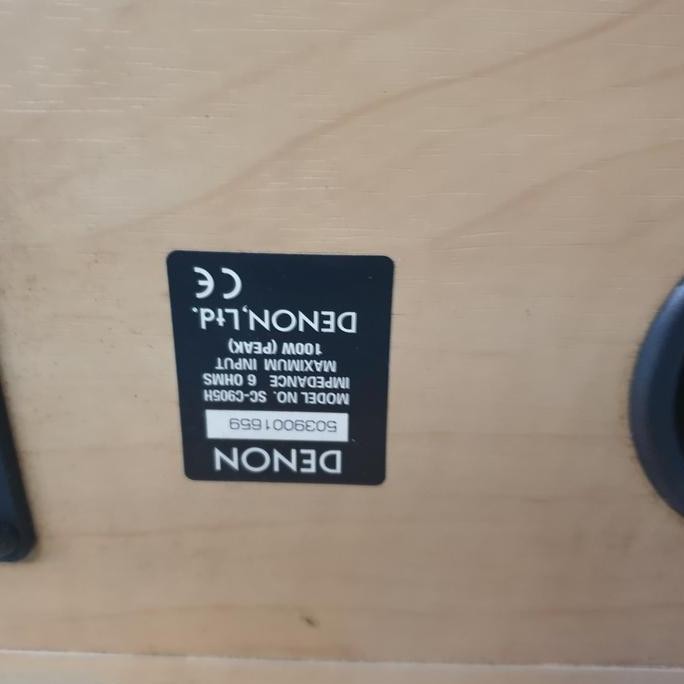 DENON
5039001659
MODEL NO. SC-C905H
IMPEDANCE 6 OHMS
MAXIMUM INPUT
100W (PEAK)
DENON, Ltd.
CE